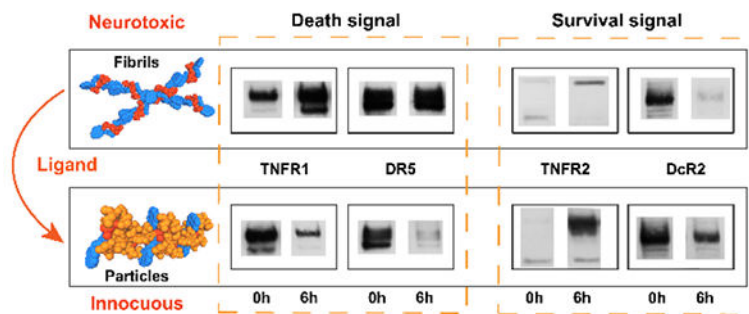 Neurotoxic
Death signal
Survival signal
Fibrils
Ligand
TNFR1
DR5
TNFR2
DcR2
Particles
Innocuous
0h 6h 0h 6h 0h 6h 0h 6h